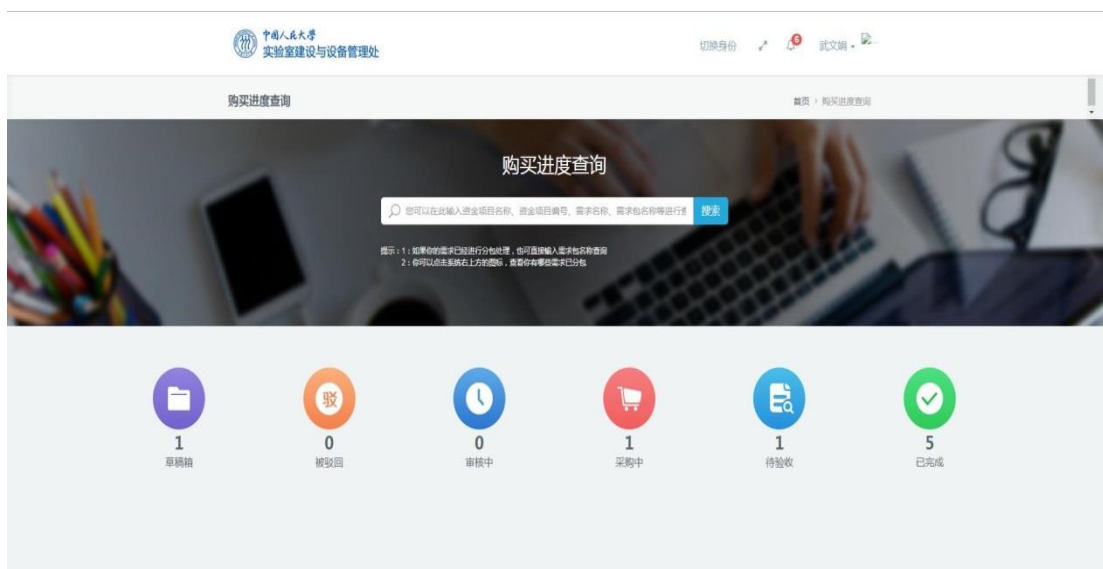 中国人民大学
实验室建设与设备管理处
切换身份
6
武文娟
购买进度查询
首页 > 购买进度查询
购买进度查询
您可以在此输入资金项目名称、资金项目编号、需求名称、需求包名称等进行查
搜索
提示：1：如果你的需求已经进行分包处理，也可直接输入需求包名称查询
2：你可以点击系统右上方的图标，查看你有哪些需求已分包
驳
1
0
0
1
1
5
草稿箱
被驳回
审核中
采购中
待验收
已完成